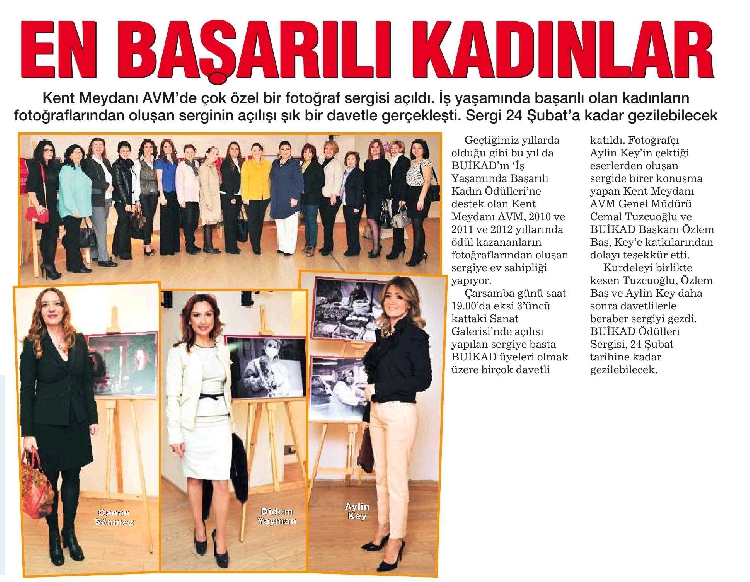 EN BAŞARILI KADINLAR
Kent Meydanı AVM'de çok özel bir fotoğraf sergisi açıldı. İş yaşamında başarılı olan kadınların
fotoğraflarından oluşan serginin açılışı şık bir davetle gerçekleşti. Sergi 24 Şubat'a kadar gezilebilecek
Geçtiğimiz yıllarda
olduğu gibi bu yıl da
BUİKAD'ın 'İş
Yaşamında Başarılı
Kadın Ödülleri'ne
destek olan Kent
Meydanı AVM, 2010 ve
2011 ve 2012 yıllarında
ödül kazananların
fotoğraflarından oluşan
sergiye ev sahipliği
yapıyor.
Çarşamba günü saat
19.00'da eksi 3'üncü
kattaki Sanat
Galerisi'nde açılışı
yapılan sergiye başta
BUİKAD üyeleri olmak
üzere birçok davetli
katıldı. Fotoğrafçı
Aylin Key'in çektiği
eserlerden oluşan
sergide birer konuşma
yapan Kent Meydanı
AVM Genel Müdürü
Cemal Tuzcuoğlu ve
BUİKAD Başkanı Özlem
Baş, Key'e katkılarından
dolayı teşekkür etti.
Kurdeleyi birlikte
kesen Tuzcuoğlu, Özlem
Baş ve Aylin Key daha
sonra davetlilerle
beraber sergiyi gezdi.
BUİKAD Ödülleri
Sergisi, 24 Şubat
tarihine kadar
gezilebilecek.
Sönmez
Yayman
Aylin
Key